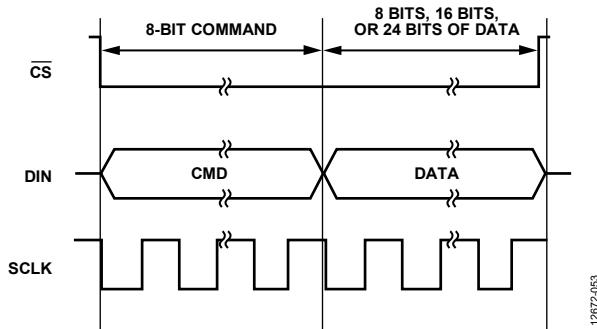 8-BIT COMMAND
8 BITS, 16 BITS,
OR 24 BITS OF DATA
CS
DIN
CMD
DATA
SCLK
12672-053